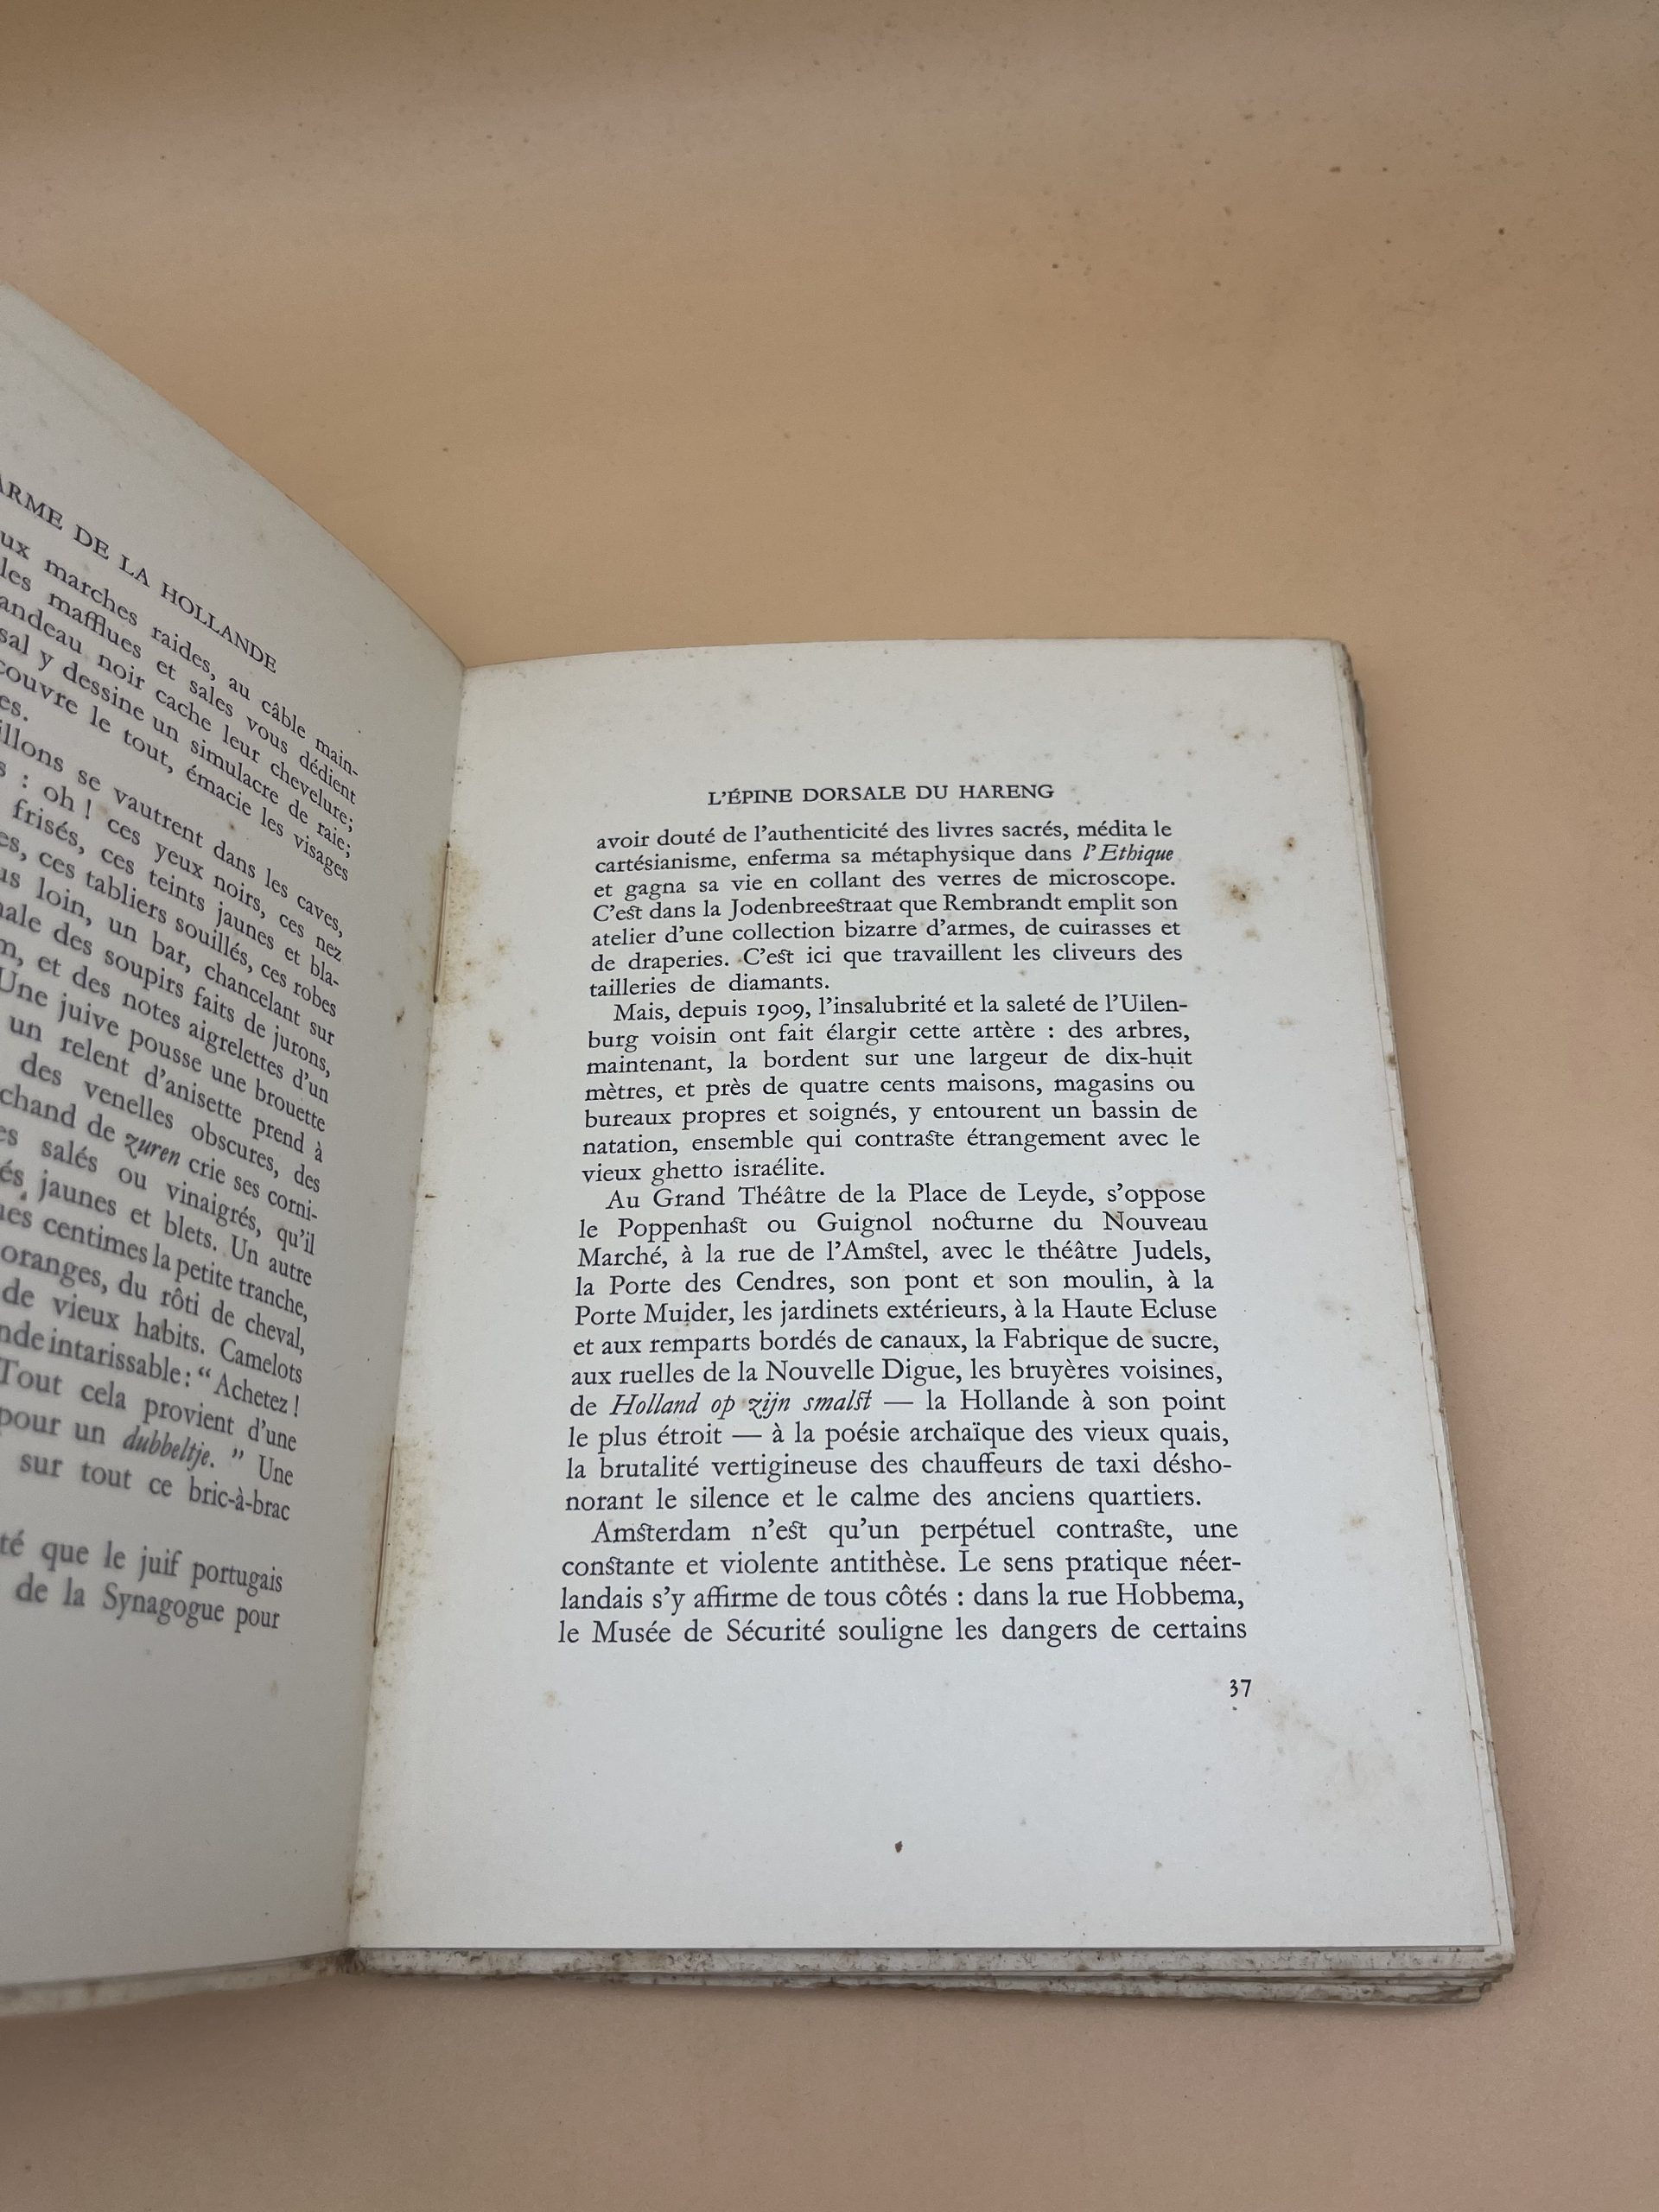 ARME DE LA HOLLANDE
marches raides, au câble main-
les mafflues et sales vous dédient
andeau noir cache leur chevelure;
sal y dessine un simulacre de raie;
couvre le tout, émacie les visages
es.
illons se vautrent dans les caves,
s : oh ! ces yeux noirs, ces nez
frisés, ces teints jaunes et bla-
es, ces tabliers souillés, ces robes
us loin, un bar, chancelant sur
nale des soupirs faits de jurons,
m, et des notes aigrelettes d'un
Une juive pousse une brouette
un relent d'anisette prend à
des venelles obscures, des
chand de zuren crie ses corni-
es salés ou vinaigrés, qu'il
és jaunes et blets. Un autre
ues centimes la petite tranche,
oranges, du rôti de cheval,
de vieux habits. Camelots
nde intarissable : “ Achetez !
Tout cela provient d'une
pour un dubbeltje. ” Une
sur tout ce bric-à-brac
té que le juif portugais
de la Synagogue pour
L'ÉPINE DORSALE DU HARENG
avoir douté de l'authenticité des livres sacrés, médita le
cartésianisme, enferma sa métaphysique dans l'Ethique
et gagna sa vie en collant des verres de microscope.
C'est dans la Jodenbreestraat que Rembrandt emplit son
atelier d'une collection bizarre d'armes, de cuirasses et
de draperies. C'est ici que travaillent les cliveurs des
tailleries de diamants.
Mais, depuis 1909, l'insalubrité et la saleté de l'Uilen-
burg voisin ont fait élargir cette artère : des arbres,
maintenant, la bordent sur une largeur de dix-huit
mètres, et près de quatre cents maisons, magasins ou
bureaux propres et soignés, y entourent un bassin de
natation, ensemble qui contraste étrangement avec le
vieux ghetto israélite.
Au Grand Théâtre de la Place de Leyde, s'oppose
le Poppenhast ou Guignol nocturne du Nouveau
Marché, à la rue de l'Amstel, avec le théâtre Judels,
la Porte des Cendres, son pont et son moulin, à la
Porte Muider, les jardinets extérieurs, à la Haute Ecluse
et aux remparts bordés de canaux, la Fabrique de sucre,
aux ruelles de la Nouvelle Digue, les bruyères voisines,
de Holland op zijn smalst — la Hollande à son point
le plus étroit — à la poésie archaïque des vieux quais,
la brutalité vertigineuse des chauffeurs de taxi désho-
norant le silence et le calme des anciens quartiers.
Amsterdam n'est qu'un perpétuel contraste, une
constante et violente antithèse. Le sens pratique néer-
landais s'y affirme de tous côtés : dans la rue Hobbema,
le Musée de Sécurité souligne les dangers de certains
37